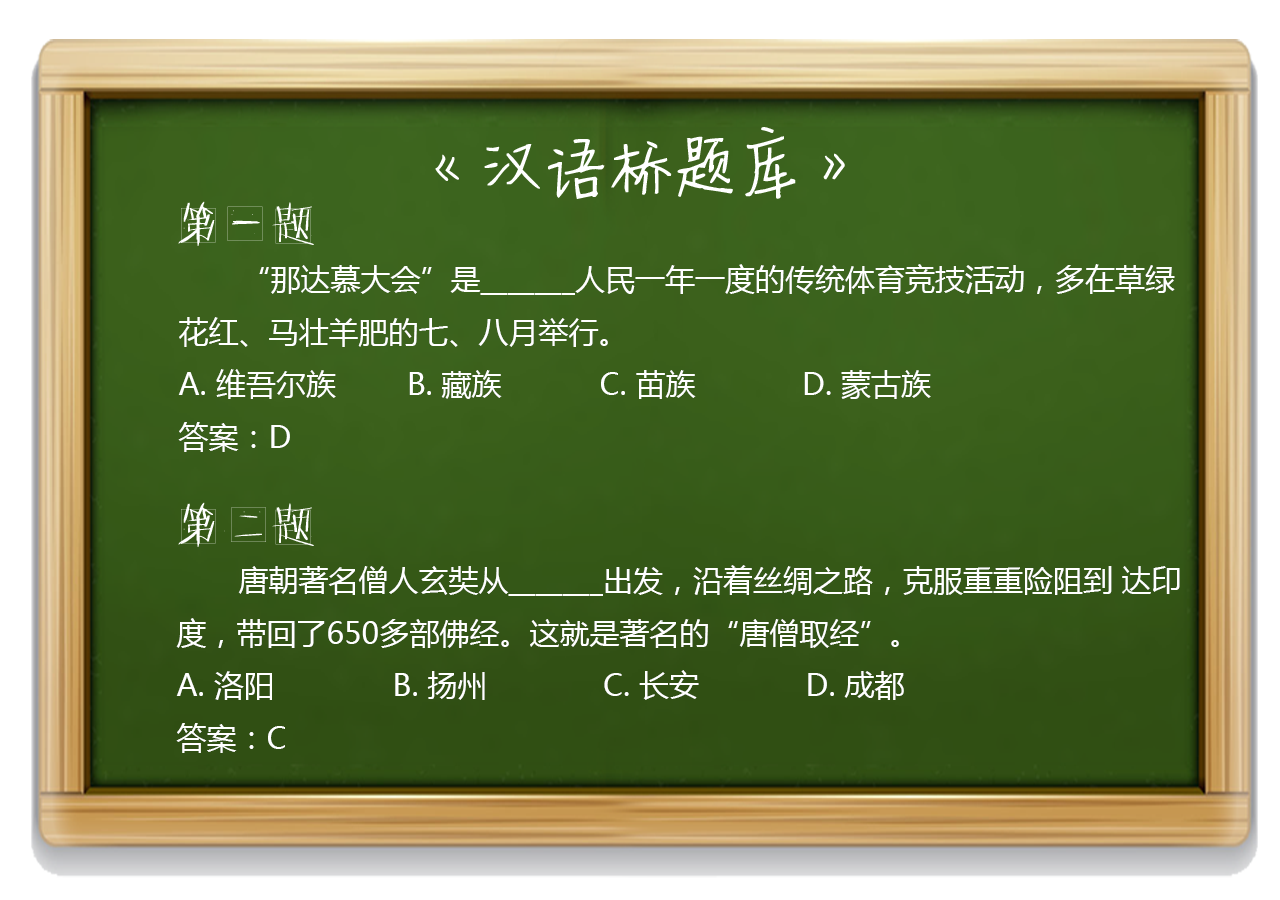 《 汉语桥题库 》
第一题
“那达慕大会”是_______人民一年一度的传统体育竞技活动，多在草绿
花红、马壮羊肥的七、八月举行。
A. 维吾尔族 B. 藏族 C. 苗族 D. 蒙古族
答案：D
第二题
唐朝著名僧人玄奘从_______出发，沿着丝绸之路，克服重重险阻到 达印
度，带回了650多部佛经。这就是著名的“唐僧取经”。
A. 洛阳 B. 扬州 C. 长安 D. 成都
答案：C